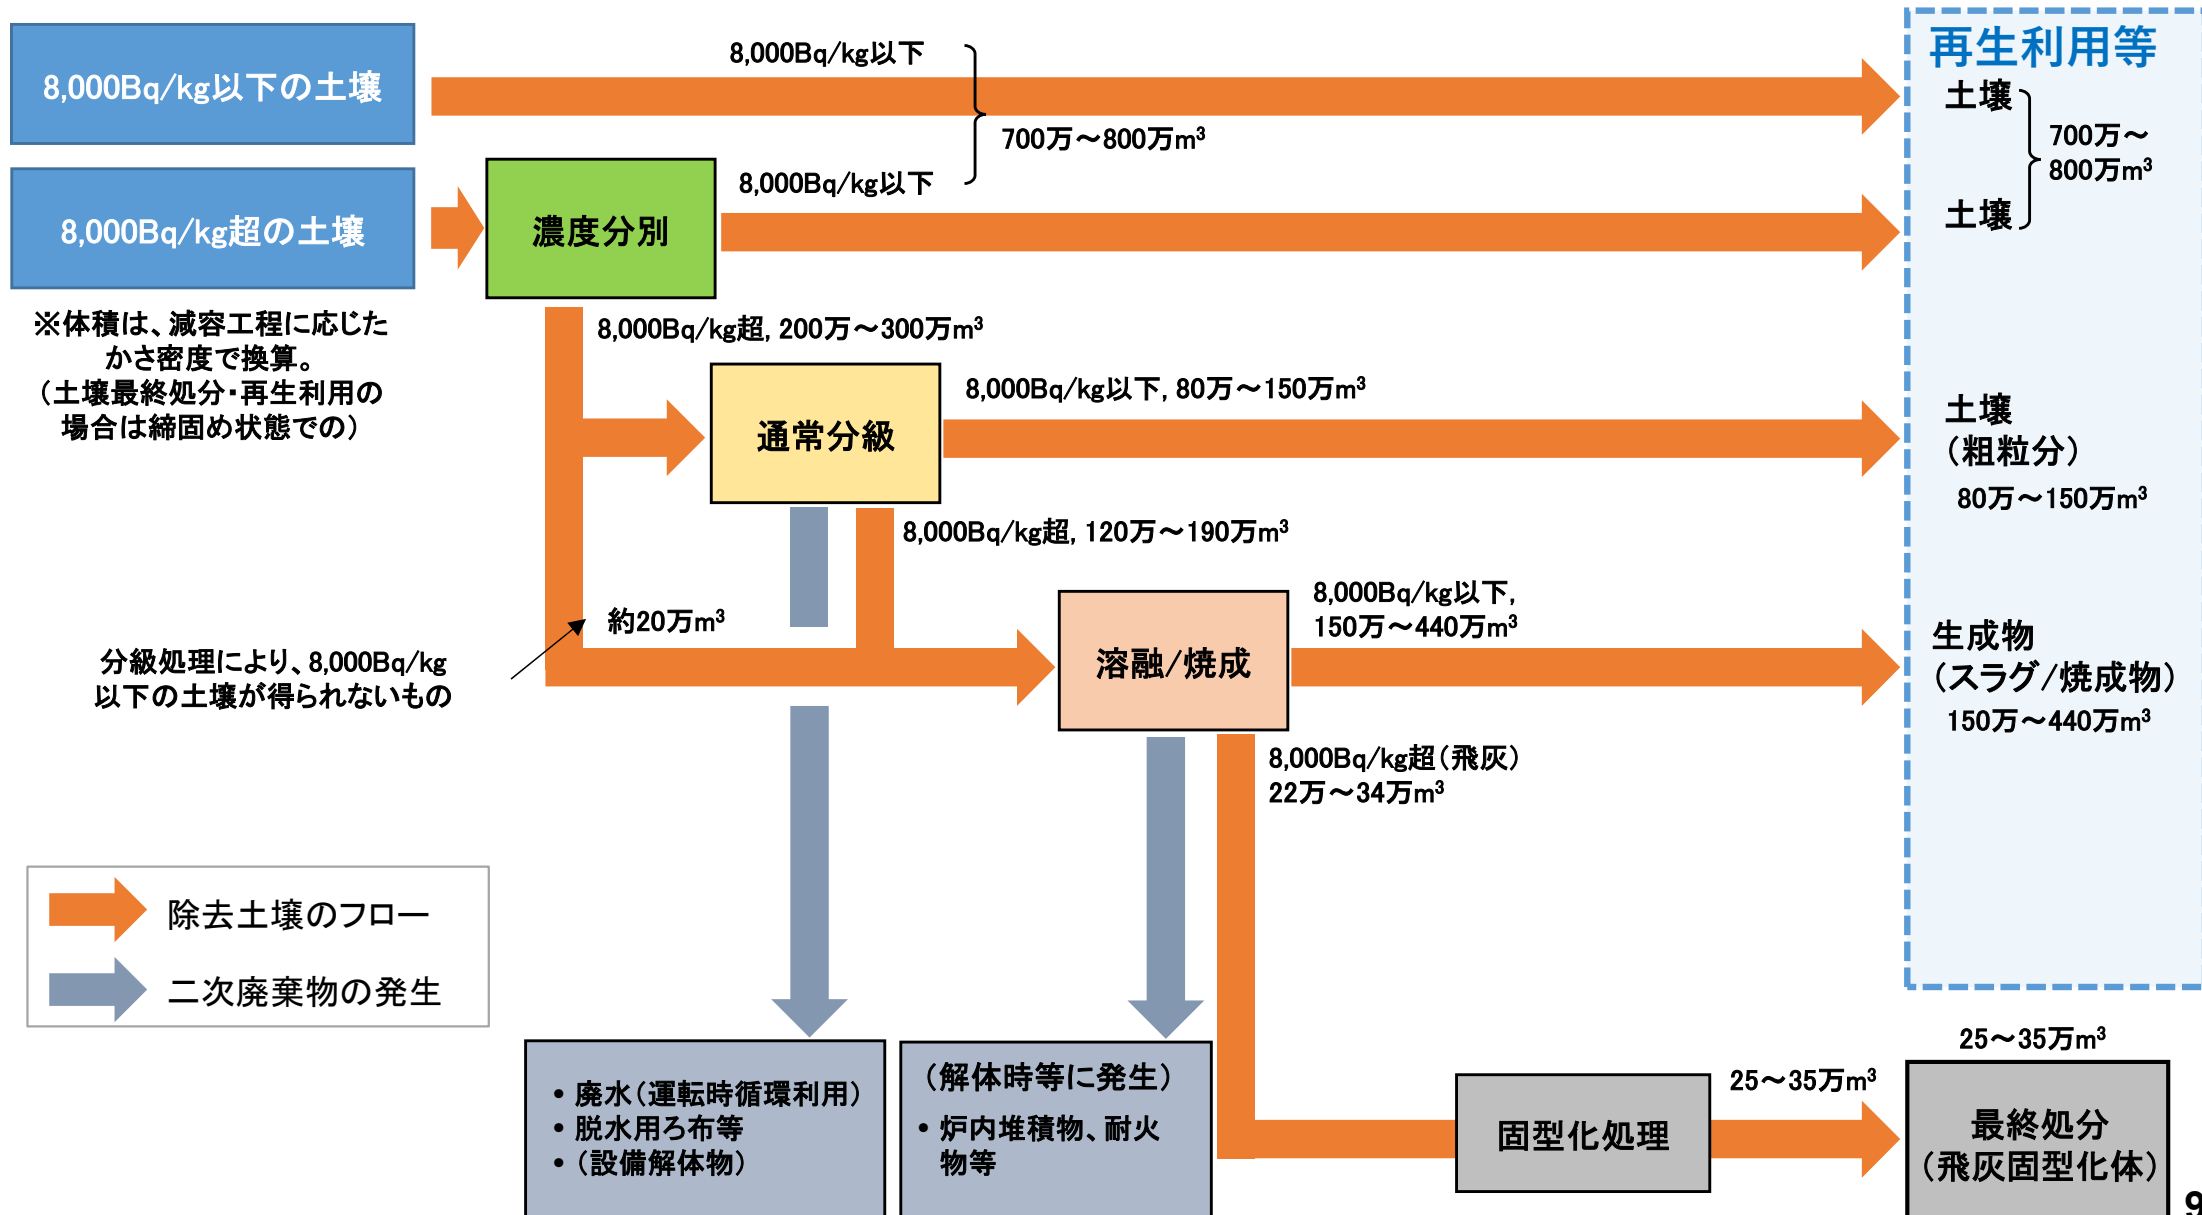 8,000Bq/kg以下の土壌
8,000Bq/kg以下
700万～800万m³
再生利用等
土壌
700万～
800万m³
土壌
8,000Bq/kg超の土壌
濃度分別
8,000Bq/kg以下
※体積は、減容工程に応じた
かさ密度で換算。
（土壌最終処分・再生利用の
場合は締固め状態での）
8,000Bq/kg超, 200万～300万m³
通常分級
8,000Bq/kg以下, 80万～150万m³
土壌
（粗粒分）
80万～150万m³
8,000Bq/kg超, 120万～190万m³
約20万m³
分級処理により、8,000Bq/kg
以下の土壌が得られないもの
溶融/焼成
8,000Bq/kg以下,
150万～440万m³
生成物
（スラグ/焼成物）
150万～440万m³
8,000Bq/kg超（飛灰）
22万～34万m³
除去土壌のフロー
二次廃棄物の発生
• 廃水（運転時循環利用）
• 脱水用ろ布等
• （設備解体物）
（解体時等に発生）
• 炉内堆積物、耐火
物等
固型化処理
25～35万m³
25～35万m³
最終処分
（飛灰固型化体）
9